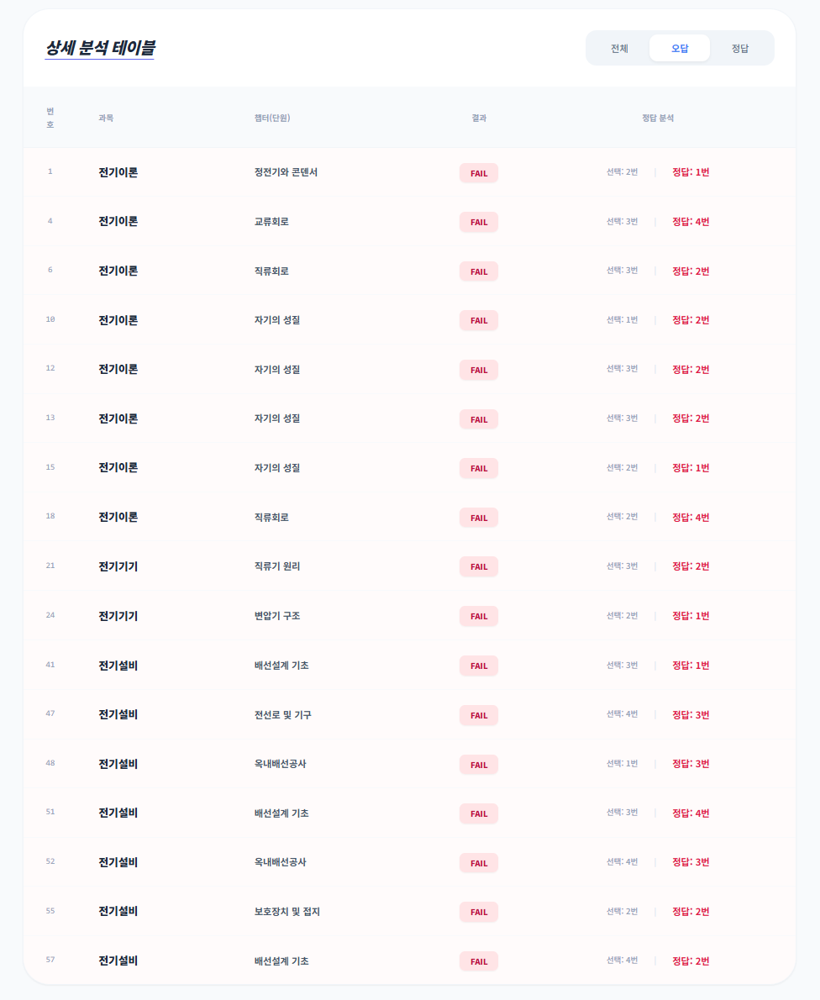 상세 분석 테이블
전체 오답 정답
번호 과목 챕터(단원) 결과 정답 분석
1 전기이론 정전기와 콘덴서 FAIL 선택: 2번 | 정답: 1번
4 전기이론 교류회로 FAIL 선택: 3번 | 정답: 4번
6 전기이론 직류회로 FAIL 선택: 3번 | 정답: 2번
10 전기이론 자기의 성질 FAIL 선택: 1번 | 정답: 2번
12 전기이론 자기의 성질 FAIL 선택: 3번 | 정답: 2번
13 전기이론 자기의 성질 FAIL 선택: 3번 | 정답: 2번
15 전기이론 자기의 성질 FAIL 선택: 2번 | 정답: 1번
18 전기이론 직류회로 FAIL 선택: 2번 | 정답: 4번
21 전기기기 직류기 원리 FAIL 선택: 3번 | 정답: 2번
24 전기기기 변압기 구조 FAIL 선택: 2번 | 정답: 1번
41 전기설비 배선설계 기초 FAIL 선택: 3번 | 정답: 1번
47 전기설비 전선로 및 기구 FAIL 선택: 4번 | 정답: 3번
48 전기설비 옥내배선공사 FAIL 선택: 1번 | 정답: 3번
51 전기설비 배선설계 기초 FAIL 선택: 3번 | 정답: 4번
52 전기설비 옥내배선공사 FAIL 선택: 4번 | 정답: 3번
55 전기설비 보호장치 및 접지 FAIL 선택: 2번 | 정답: 2번
57 전기설비 배선설계 기초 FAIL 선택: 4번 | 정답: 2번